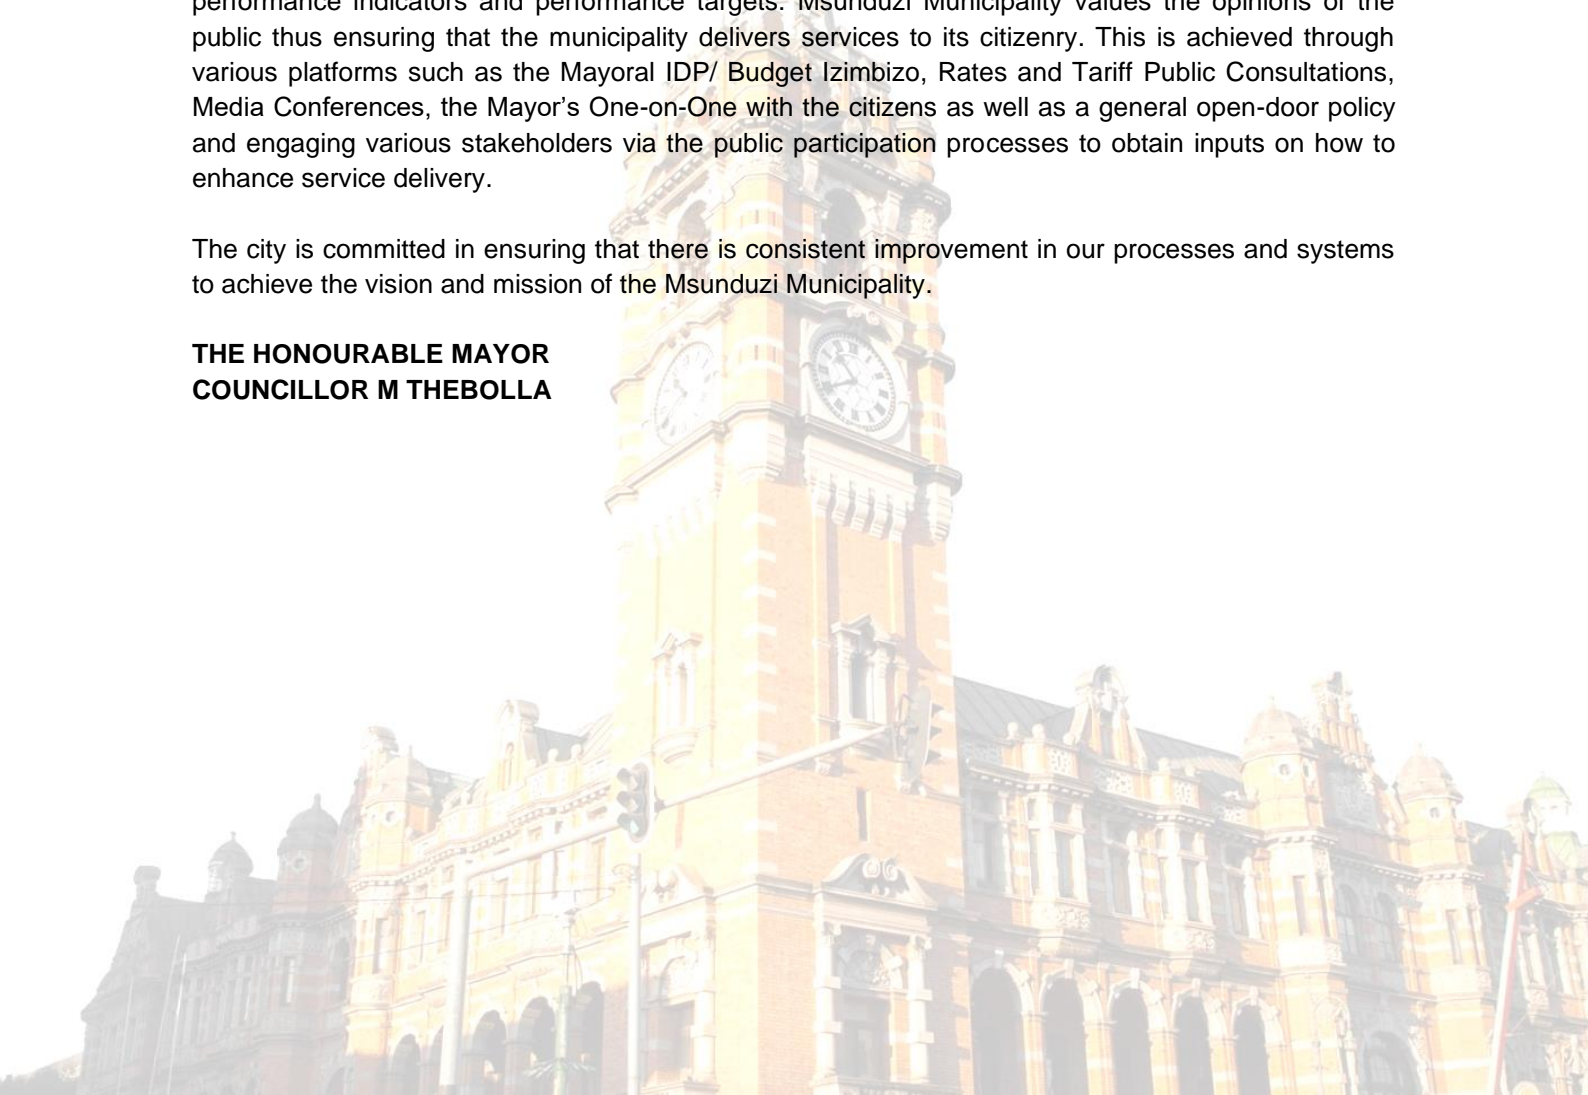 performance indicators and performance targets. Msunduzi Municipality values the opinions of the
public thus ensuring that the municipality delivers services to its citizenry. This is achieved through
various platforms such as the Mayoral IDP/ Budget Izimbizo, Rates and Tariff Public Consultations,
Media Conferences, the Mayor’s One-on-One with the citizens as well as a general open-door policy
and engaging various stakeholders via the public participation processes to obtain inputs on how to
enhance service delivery.
The city is committed in ensuring that there is consistent improvement in our processes and systems
to achieve the vision and mission of the Msunduzi Municipality.
THE HONOURABLE MAYOR
COUNCILLOR M THEBOLLA